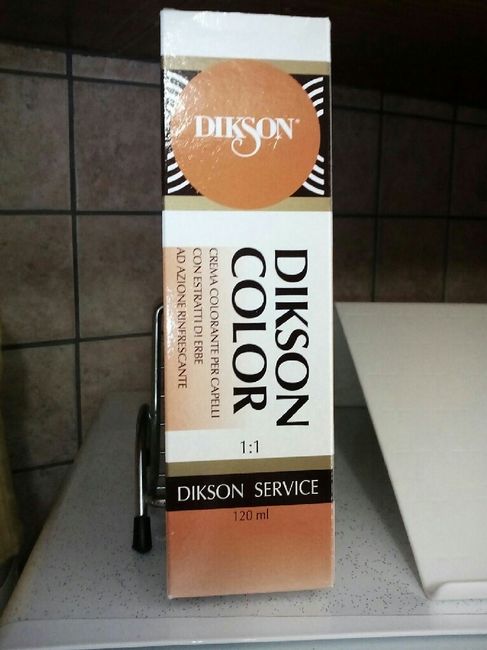 DIKSON®
DIKSON
COLOR
CREMA COLORANTE PER CAPELLI
CON ESTRATTI DI ERBE
AD AZIONE RINFRESCANTE
1:1
DIKSON SERVICE
120 ml